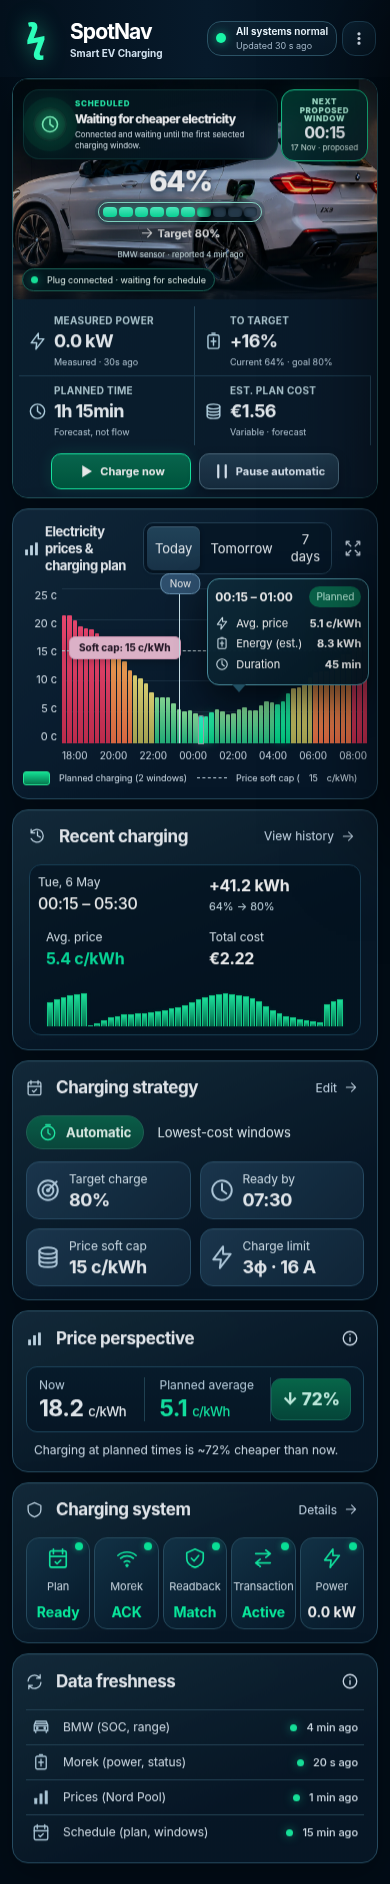 SpotNav
Smart EV Charging
All systems normal
Updated 30 s ago
SCHEDULED
Waiting for cheaper electricity
Connected and waiting until the first selected
charging window.
NEXT
PROPOSED
WINDOW
00:15
17 Nov · proposed
64%
→ Target 80%
BMW sensor · reported 4 min ago
Plug connected · waiting for schedule
MEASURED POWER
0.0 kW
Measured · 30s ago
TO TARGET
+16%
Current 64% · goal 80%
PLANNED TIME
1h 15min
Forecast, not flow
EST. PLAN COST
€1.56
Variable · forecast
Charge now
Pause automatic
Electricity
prices &
charging plan
Today
Tomorrow
7
days
Now
00:15 – 01:00
Planned
Avg. price
5.1 c/kWh
Energy (est.)
8.3 kWh
Duration
45 min
Soft cap: 15 c/kWh
25 c
20 c
15 c
10 c
5 c
0 c
18:00 20:00 22:00 00:00 02:00 04:00 06:00 08:00
Planned charging (2 windows)
Price soft cap ( 15 c/kWh)
Recent charging
View history →
Tue, 6 May
00:15 – 05:30
+41.2 kWh
64% → 80%
Avg. price
5.4 c/kWh
Total cost
€2.22
Charging strategy
Edit →
Automatic
Lowest-cost windows
Target charge
80%
Ready by
07:30
Price soft cap
15 c/kWh
Charge limit
3ϕ · 16 A
Price perspective
Now
18.2 c/kWh
Planned average
5.1 c/kWh
↓ 72%
Charging at planned times is ~72% cheaper than now.
Charging system
Details →
Plan
Ready
Morek
ACK
Readback
Match
Transaction
Active
Power
0.0 kW
Data freshness
BMW (SOC, range)
4 min ago
Morek (power, status)
20 s ago
Prices (Nord Pool)
1 min ago
Schedule (plan, windows)
15 min ago